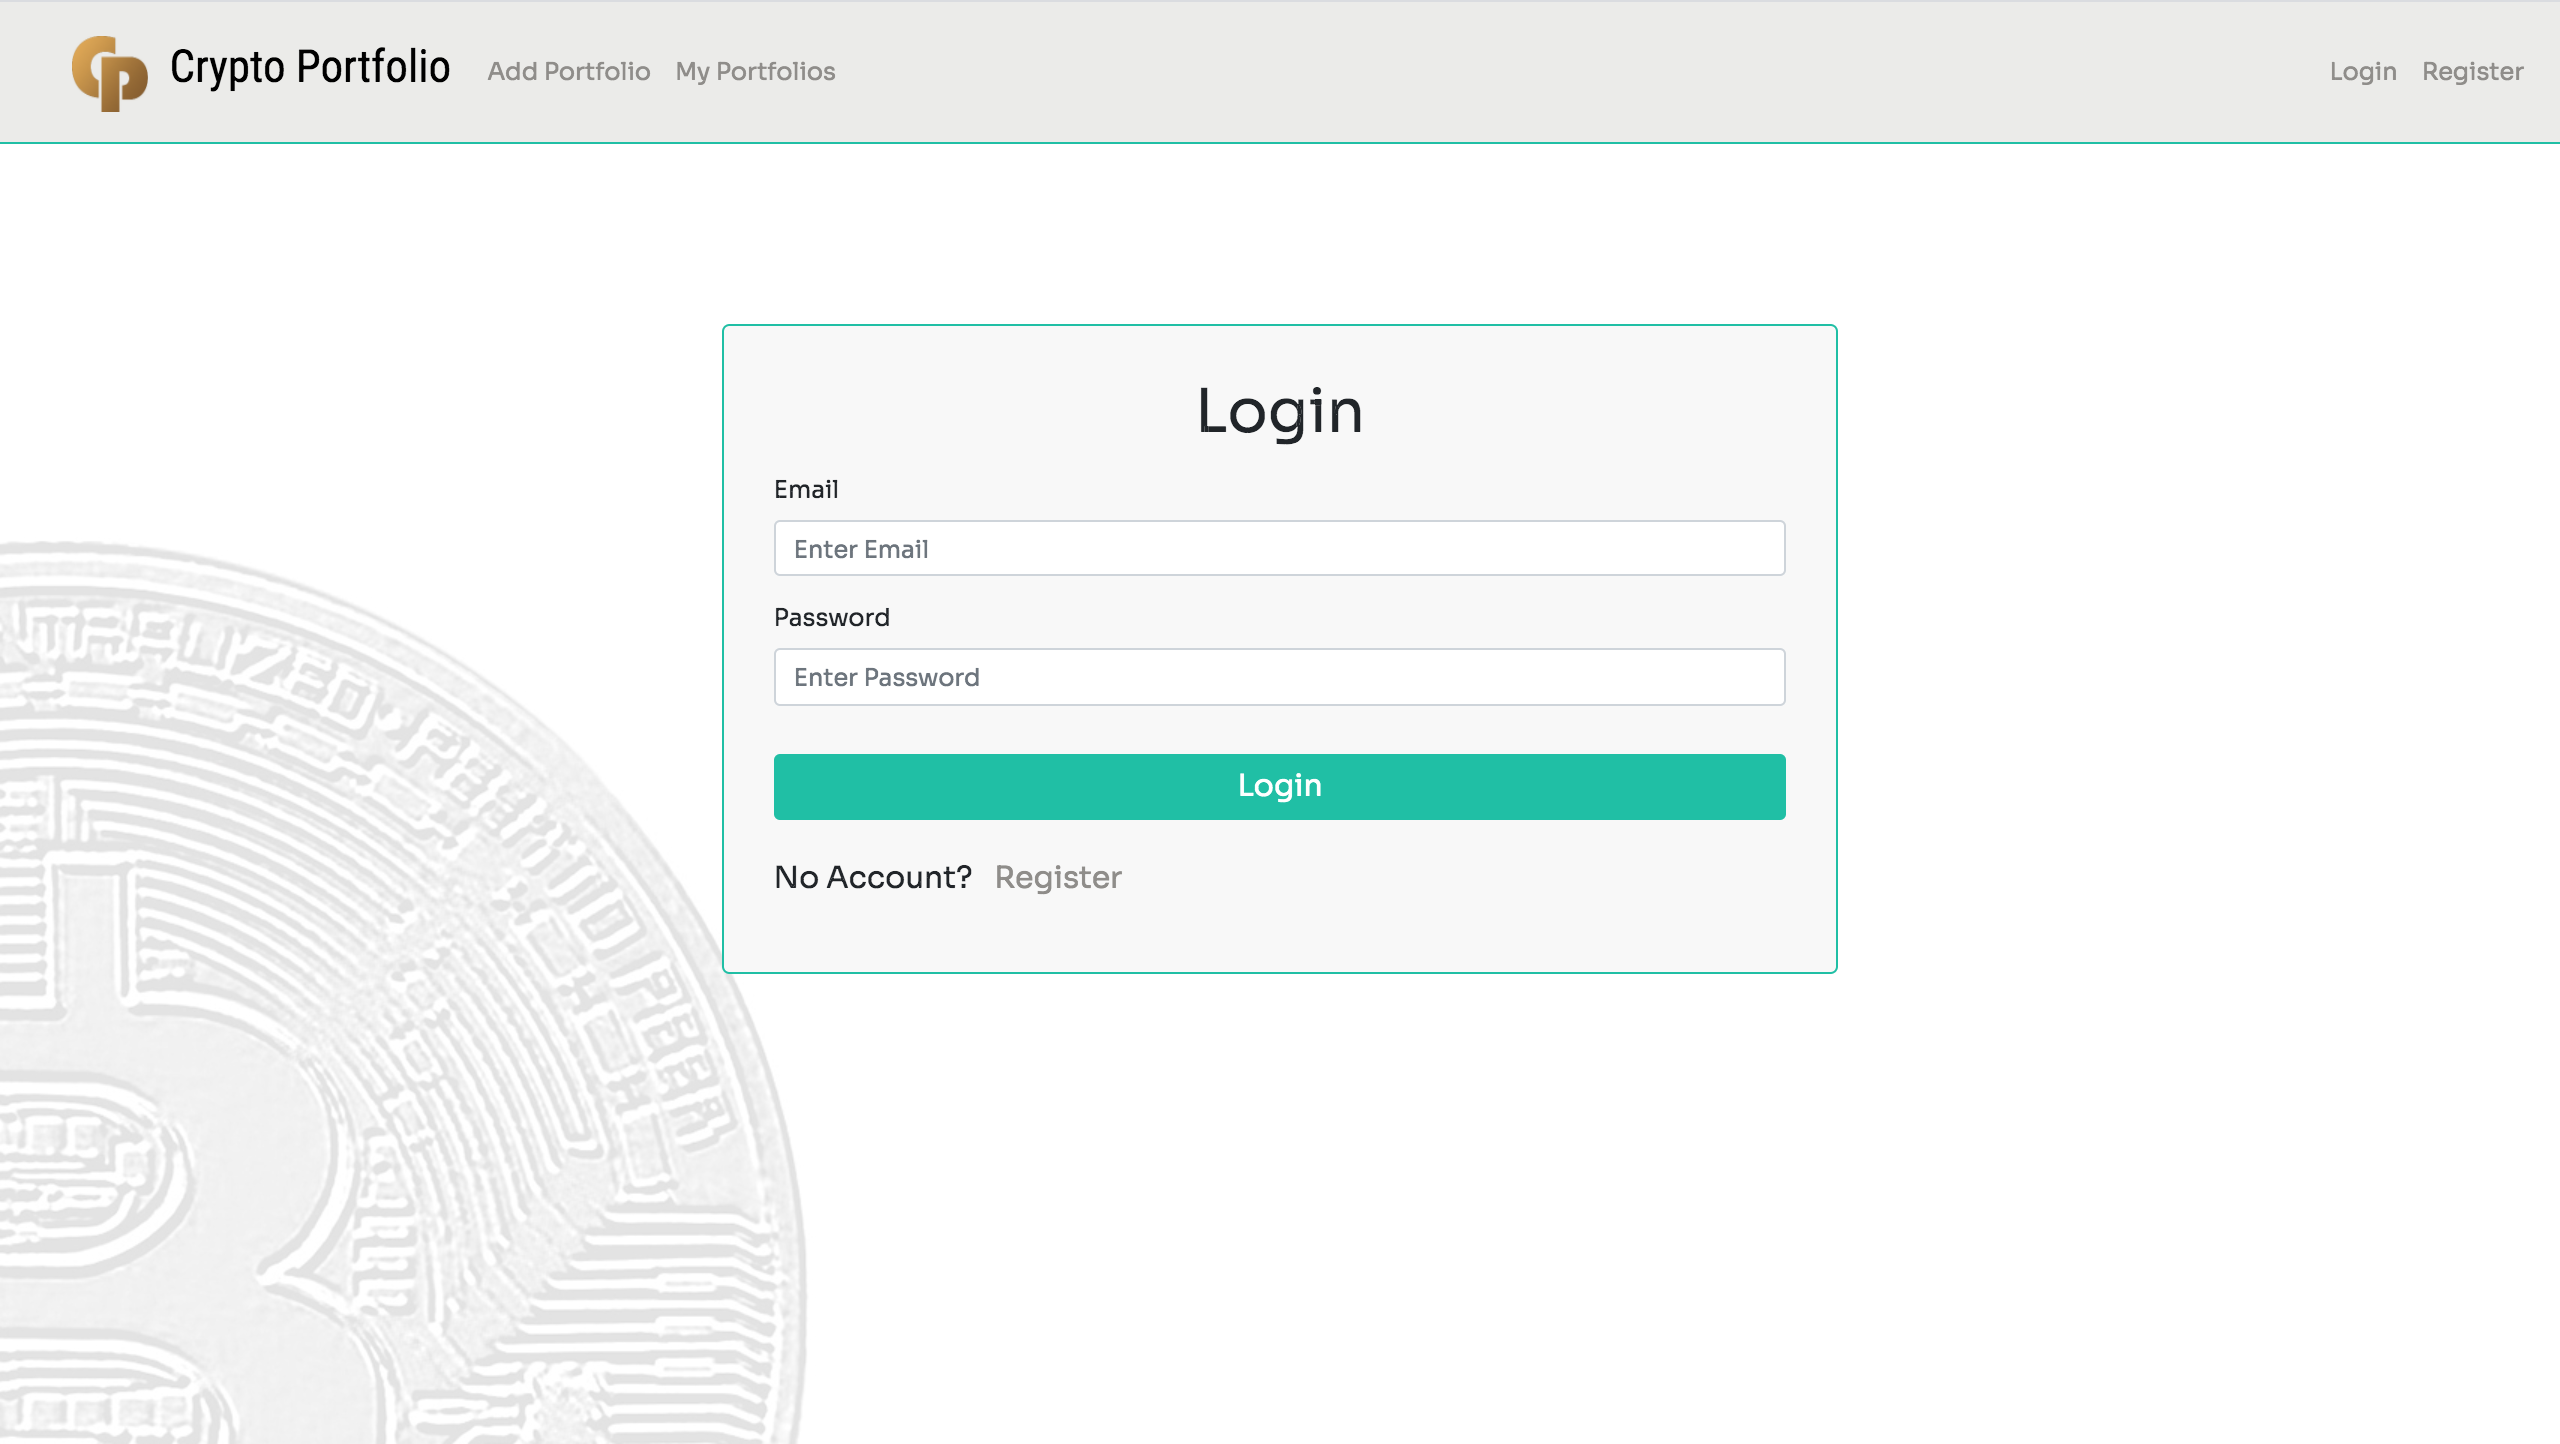 Crypto Portfolio Add Portfolio My Portfolios Login Register
Login
Email
Enter Email
Password
Enter Password
Login
No Account? Register